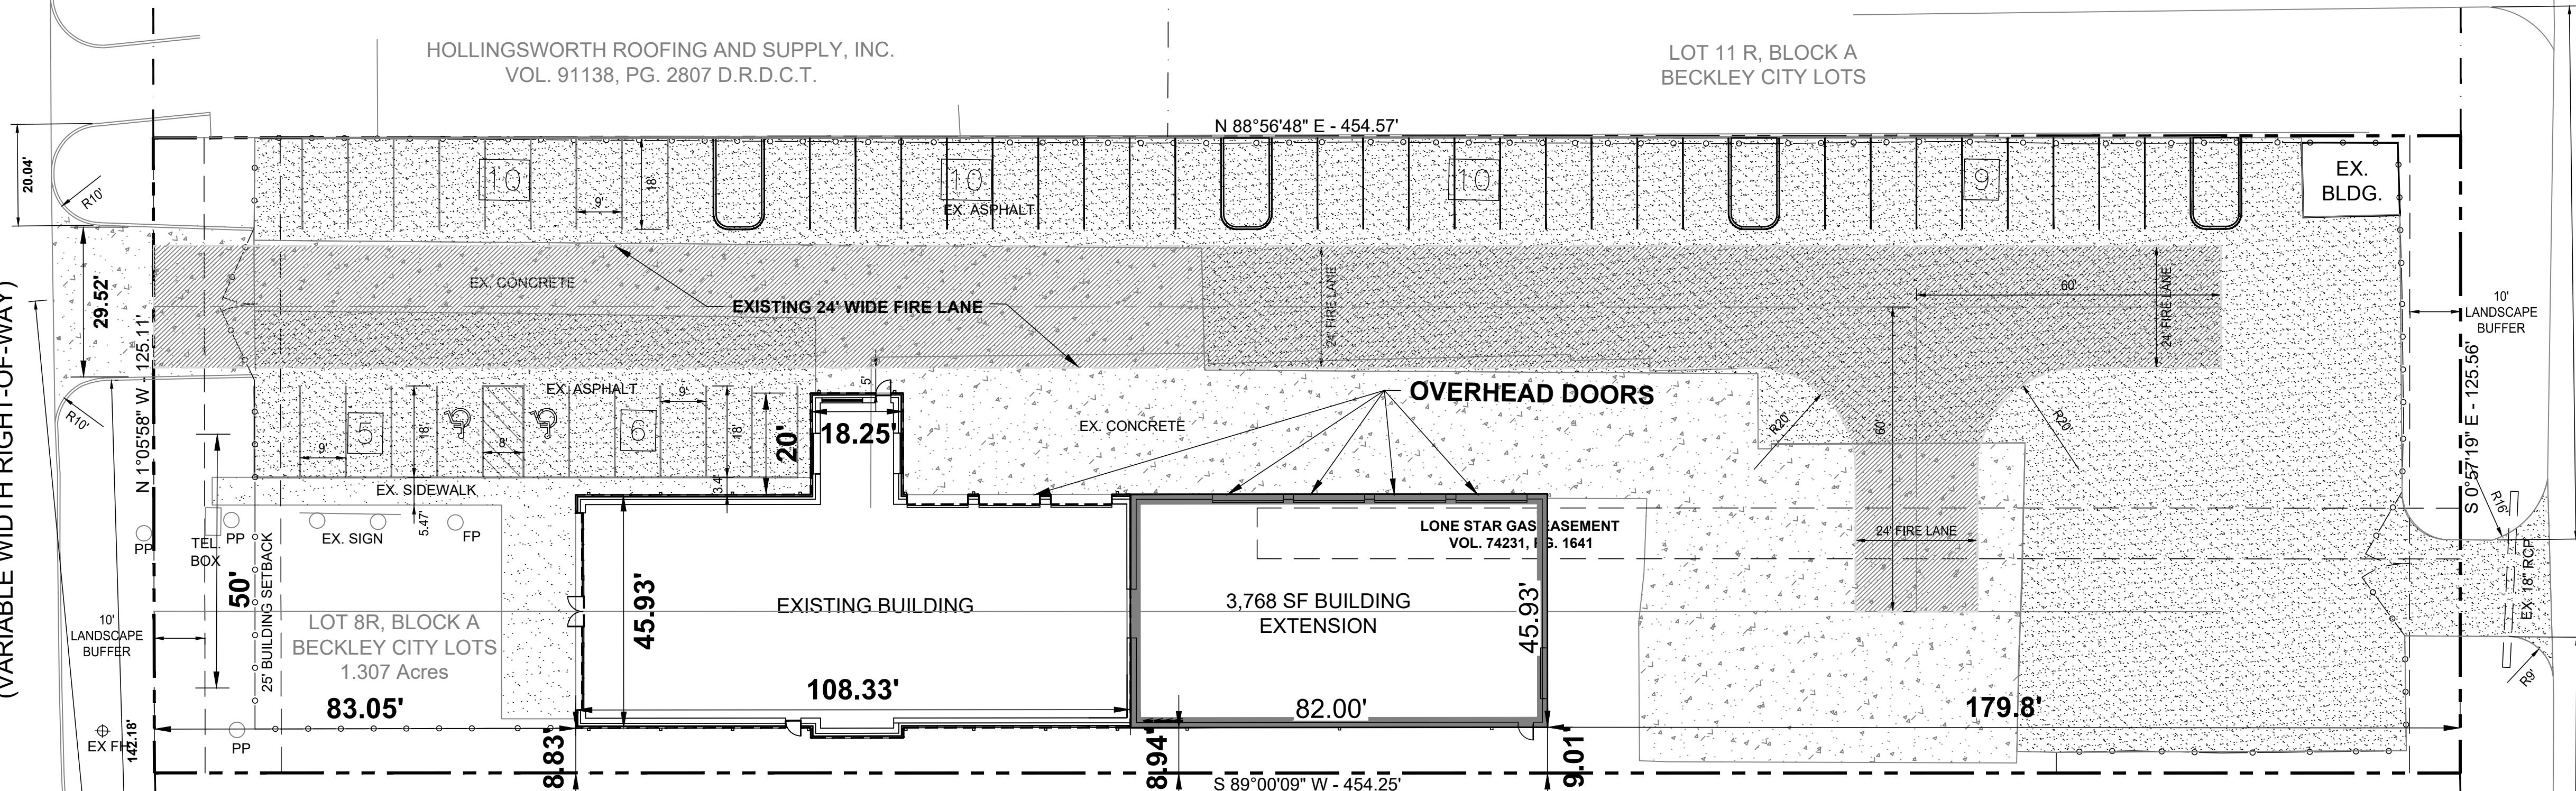 HOLLINGSWORTH ROOFING AND SUPPLY, INC.
VOL. 91138, PG. 2807 D.R.D.C.T.
LOT 11 R, BLOCK A
BECKLEY CITY LOTS
N 88°56'48" E - 454.57'
20.04'
R10'
10
9'
18'
10
EX. ASPHALT
10
9
EX.
BLDG.
29.52'
EX. CONCRETE
EXISTING 24' WIDE FIRE LANE
24' FIRE LANE
60'
24' FIRE LANE
10'
LANDSCAPE
BUFFER
(VARIABLE WIDTH RIGHT-OF-WAY)
N 1°05'58" W - 125.11'
S 0°57'19" E - 125.56'
R10'
EX. ASPHALT
5
9'
18'
8'
6
9'
18'
20'
5'
18.25'
OVERHEAD DOORS
EX. CONCRETE
R20'
60'
R20'
EX. SIDEWALK
3.4'
5.47'
PP
TEL.
BOX
PP
EX. SIGN
FP
LONE STAR GAS EASEMENT
VOL. 74231, PG. 1641
24' FIRE LANE
R16'
EX. 18" RCP
R9'
50'
25' BUILDING SETBACK
45.93'
EXISTING BUILDING
3,768 SF BUILDING
EXTENSION
45.93'
LOT 8R, BLOCK A
BECKLEY CITY LOTS
1.307 Acres
10'
LANDSCAPE
BUFFER
83.05'
108.33'
82.00'
179.8'
EX FH
142.18'
PP
8.83'
8.94'
9.01'
S 89°00'09" W - 454.25'